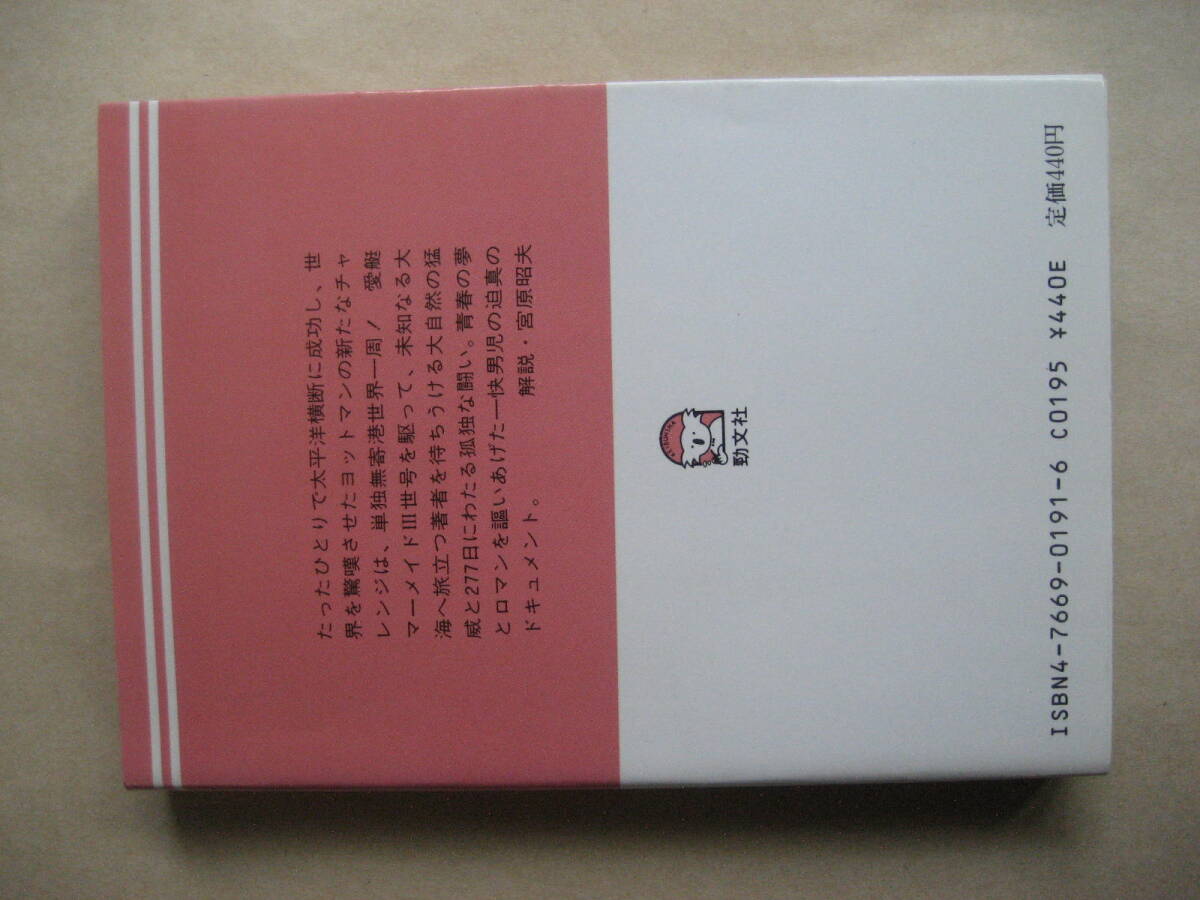 たったひとりで太平洋横断に成功し、世
界を驚嘆させたヨットマンの新たなチャ
レンジは、単独無寄港世界一周！　愛艇
マーメイドⅢ世号を駆って、未知なる大
海へ旅立つ著者を待ちうける大自然の猛
威と277日にわたる孤独な闘い。青春の夢
とロマンを謳いあげた一快男児の迫真の
ドキュメント。　解説・宮原昭夫
勁文社
ISBN4-7669-0191-6 C0195 ¥440E 定価440円